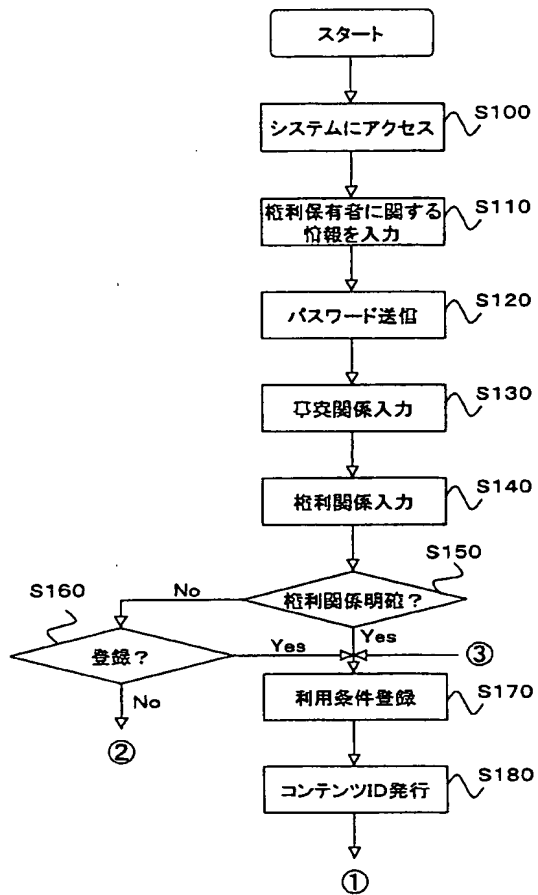 スタート
システムにアクセス
S100
権利保有者に関する
情報を入力
S110
パスワード送信
S120
関係入力
S130
権利関係入力
S140
権利関係明確?
S150
No
Yes
S160
登録?
Yes
No
③
②
利用条件登録
S170
コンテンツID発行
S180
①